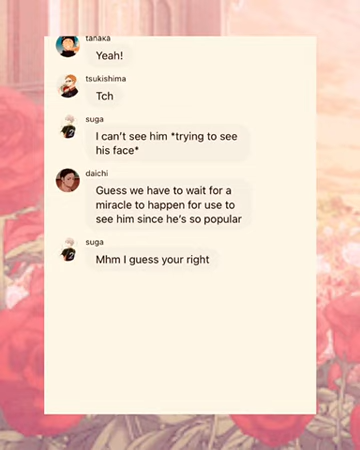 tanaka
Yeah!
tsukishima
Tch
suga
I can't see him *trying to see
his face*
daichi
Guess we have to wait for a
miracle to happen for use to
see him since he's so popular
suga
Mhm I guess your right